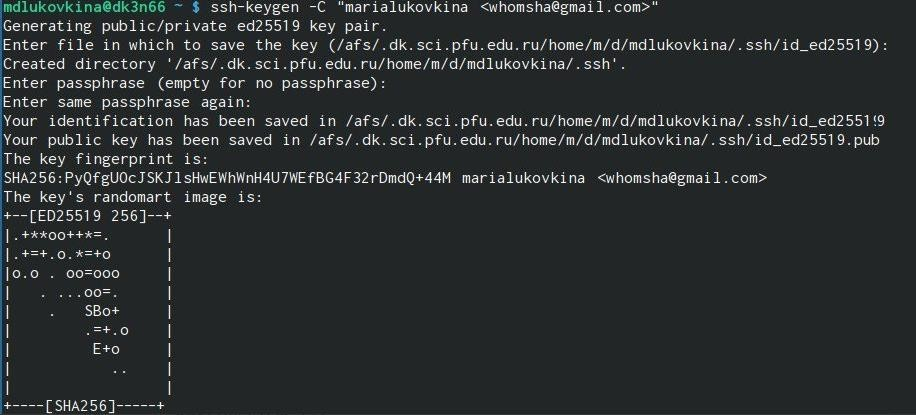 mdlukovkina@dk3n66 ~ $ ssh-keygen -C "marialukovkina <whomsha@gmail.com>"
Generating public/private ed25519 key pair.
Enter file in which to save the key (/afs/.dk.sci.pfu.edu.ru/home/m/d/mdlukovkina/.ssh/id_ed25519):
Created directory '/afs/.dk.sci.pfu.edu.ru/home/m/d/mdlukovkina/.ssh'.
Enter passphrase (empty for no passphrase):
Enter same passphrase again:
Your identification has been saved in /afs/.dk.sci.pfu.edu.ru/home/m/d/mdlukovkina/.ssh/id_ed25519
Your public key has been saved in /afs/.dk.sci.pfu.edu.ru/home/m/d/mdlukovkina/.ssh/id_ed25519.pub
The key fingerprint is:
SHA256:PyQfgUOcJSKJlsHwEWhWnH4U7WEfBG4F32rDmdQ+44M marialukovkina <whomsha@gmail.com>
The key's randomart image is:
+--[ED25519 256]--+
|.+**oo++*=.      |
|.+=+.o.*=+o      |
|o.o . oo=ooo     |
|   . ...oo=.     |
|    .   SBo+     |
|        .=+.o    |
|         E+o     |
|           ..    |
|                 |
+----[SHA256]-----+